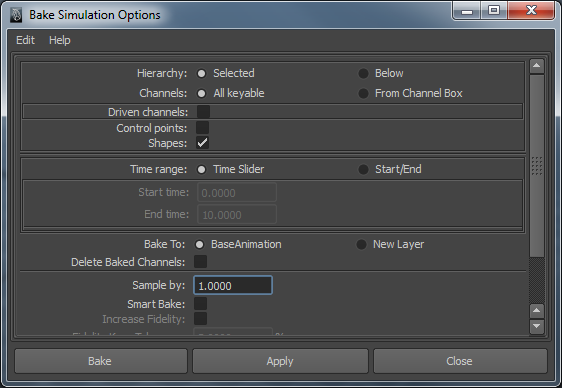 Bake Simulation Options
Edit Help
Hierarchy: Selected Below
Channels: All keyable From Channel Box
Driven channels:
Control points:
Shapes:
Time range: Time Slider Start/End
Start time: 0.0000
End time: 10.0000
Bake To: BaseAnimation New Layer
Delete Baked Channels:
Sample by: 1.0000
Smart Bake:
Increase Fidelity:
Bake Apply Close